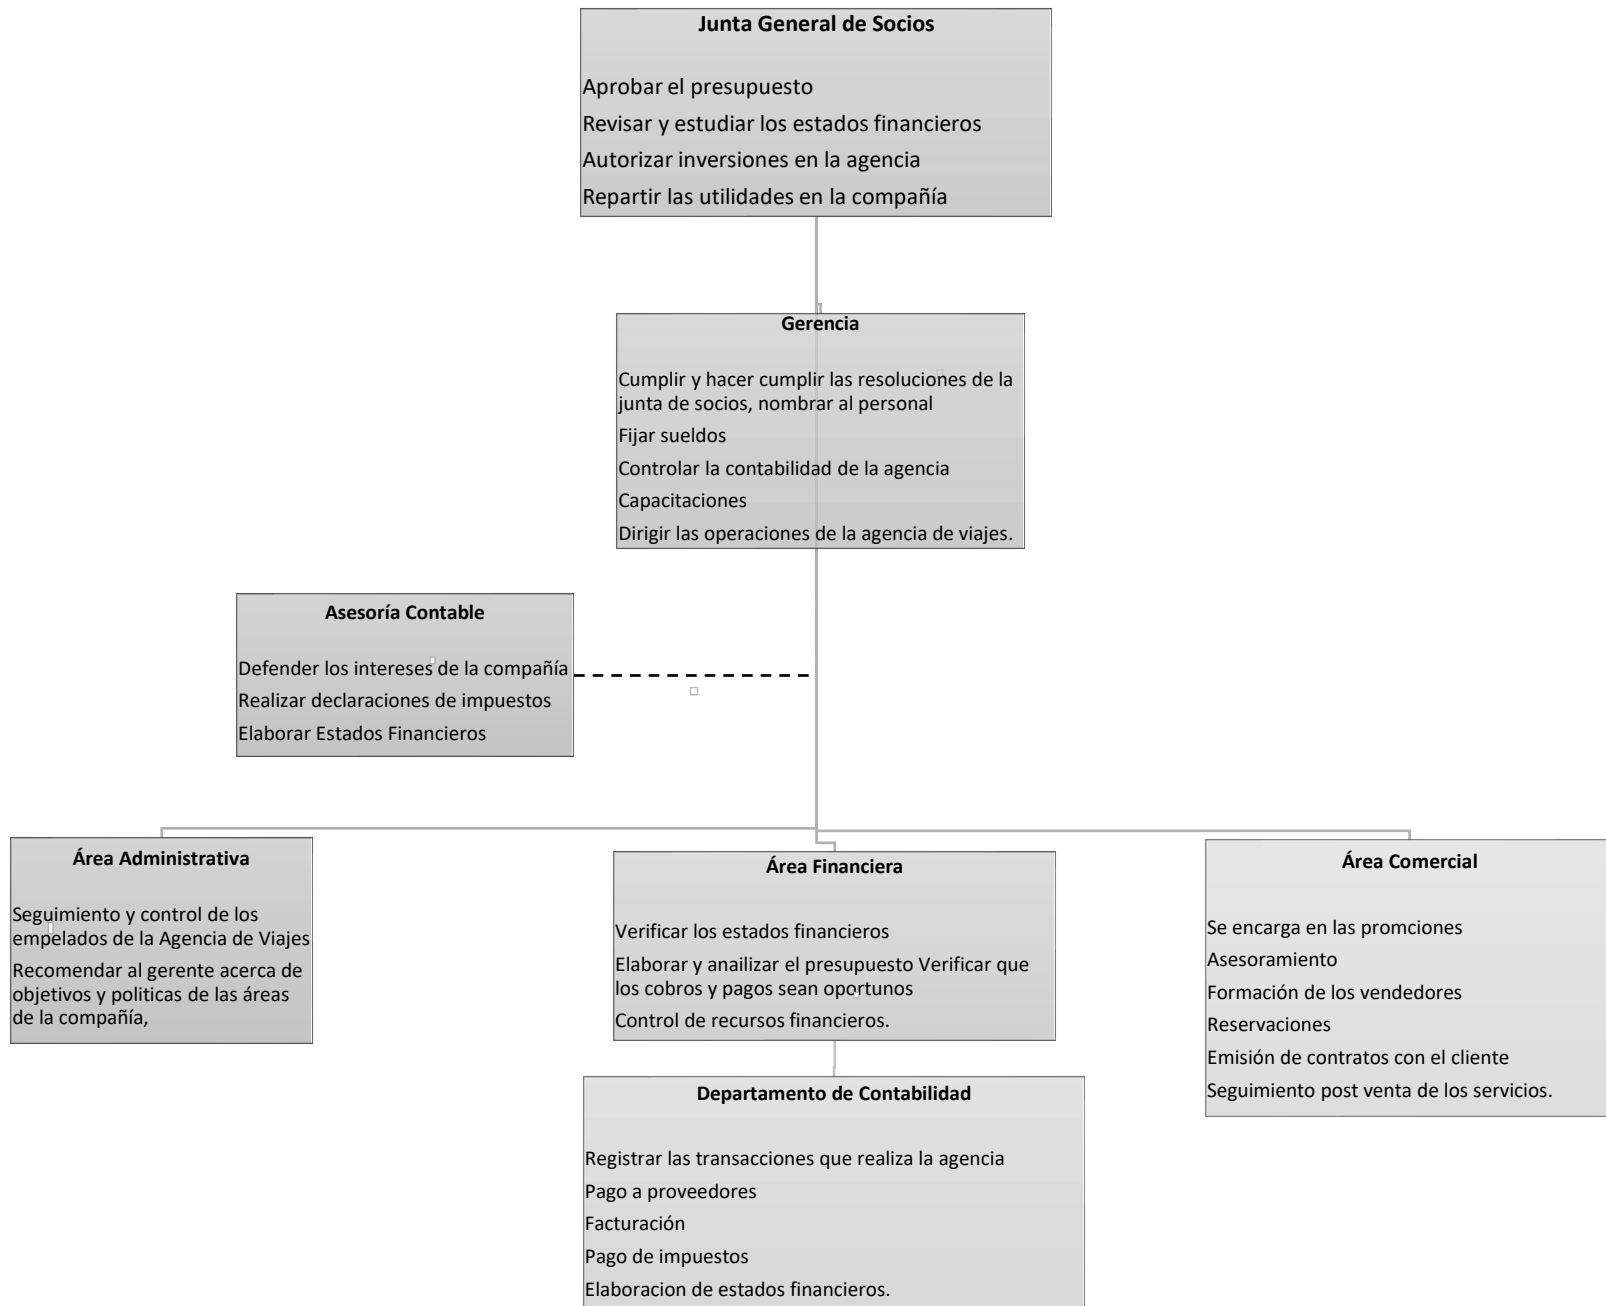 Junta General de Socios
Aprobar el presupuesto
Revisar y estudiar los estados financieros
Autorizar inversiones en la agencia
Repartir las utilidades en la compañía
Gerencia
Cumplir y hacer cumplir las resoluciones de la
junta de socios, nombrar al personal
Fijar sueldos
Controlar la contabilidad de la agencia
Capacitaciones
Dirigir las operaciones de la agencia de viajes.
Asesoría Contable
Defender los intereses de la compañía
Realizar declaraciones de impuestos
Elaborar Estados Financieros
Área Administrativa
Seguimiento y control de los
empelados de la Agencia de Viajes
Recomendar al gerente acerca de
objetivos y politicas de las áreas
de la compañía,
Área Financiera
Verificar los estados financieros
Elaborar y anailizar el presupuesto Verificar que
los cobros y pagos sean oportunos
Control de recursos financieros.
Área Comercial
Se encarga en las promciones
Asesoramiento
Formación de los vendedores
Reservaciones
Emisión de contratos con el cliente
Seguimiento post venta de los servicios.
Departamento de Contabilidad
Registrar las transacciones que realiza la agencia
Pago a proveedores
Facturación
Pago de impuestos
Elaboracion de estados financieros.